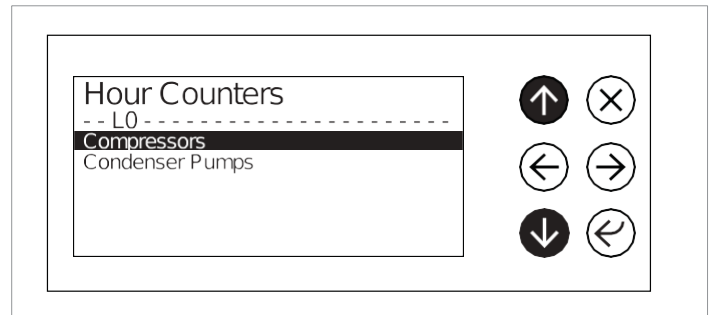 Hour Counters
-- L0 - - - - - - - - - - - - - - - - - - - - - -
Compressors
Condenser Pumps